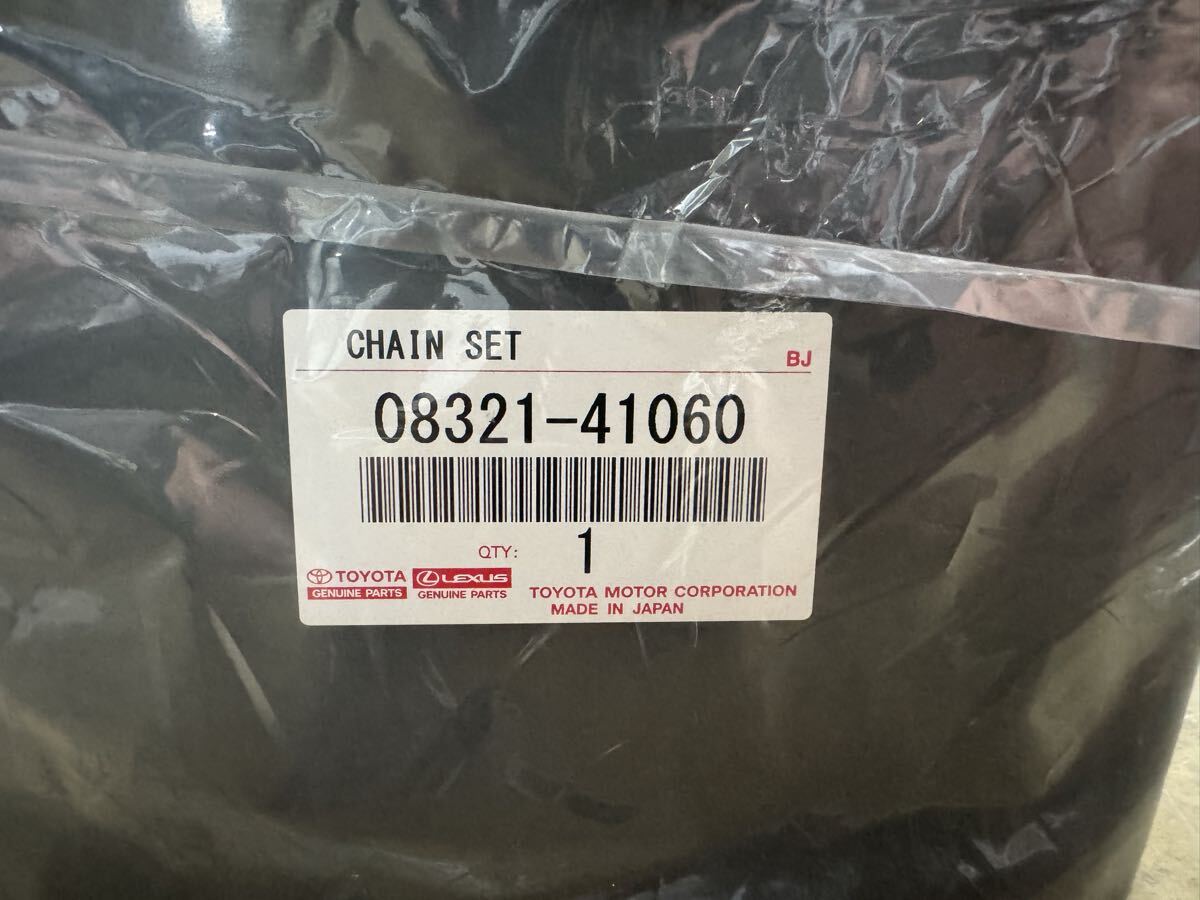 CHAIN SET
BJ
08321-41060
QTY: 1
TOYOTA LEXUS
GENUINE PARTS GENUINE PARTS
TOYOTA MOTOR CORPORATION
MADE IN JAPAN